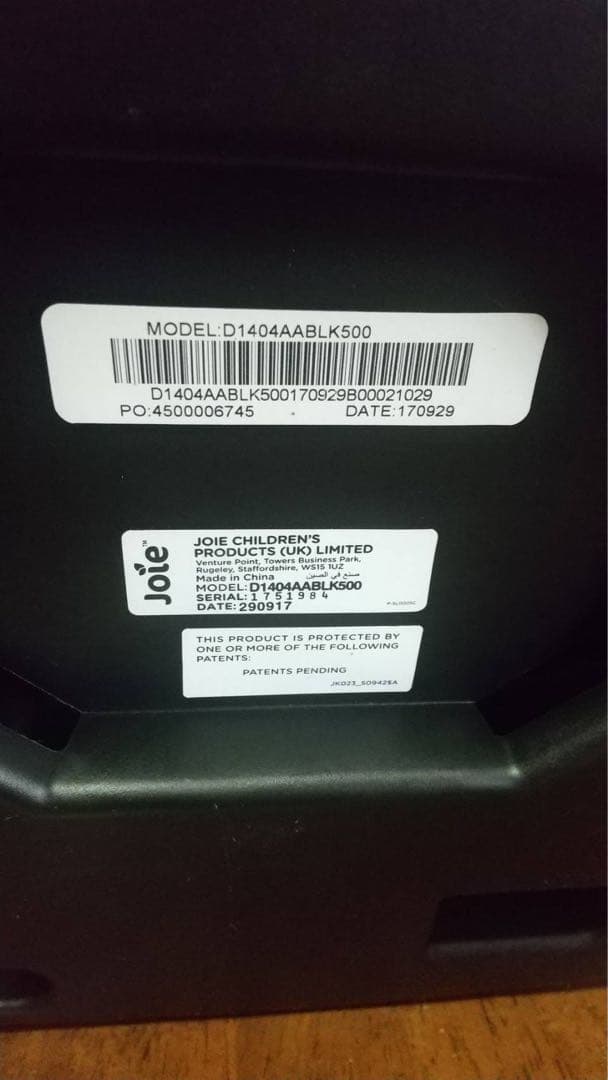 MODEL:D1404AABLK500
D1404AABLK500170929B00021029
PO:4500006745 DATE:170929
Joie™
JOIE CHILDREN'S
PRODUCTS (UK) LIMITED
Venture Point, Towers Business Park,
Rugeley, Staffordshire, WS15 1UZ
Made in China صنع في الصين
MODEL:D1404AABLK500
SERIAL: 1751984
DATE: 290917
THIS PRODUCT IS PROTECTED BY
ONE OR MORE OF THE FOLLOWING
PATENTS:
PATENTS PENDING